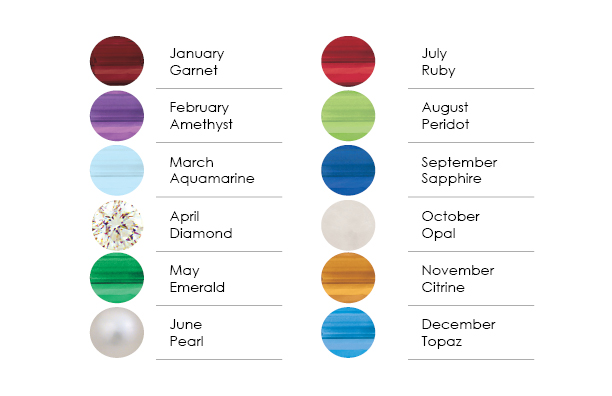 January
Garnet
February
Amethyst
March
Aquamarine
April
Diamond
May
Emerald
June
Pearl
July
Ruby
August
Peridot
September
Sapphire
October
Opal
November
Citrine
December
Topaz